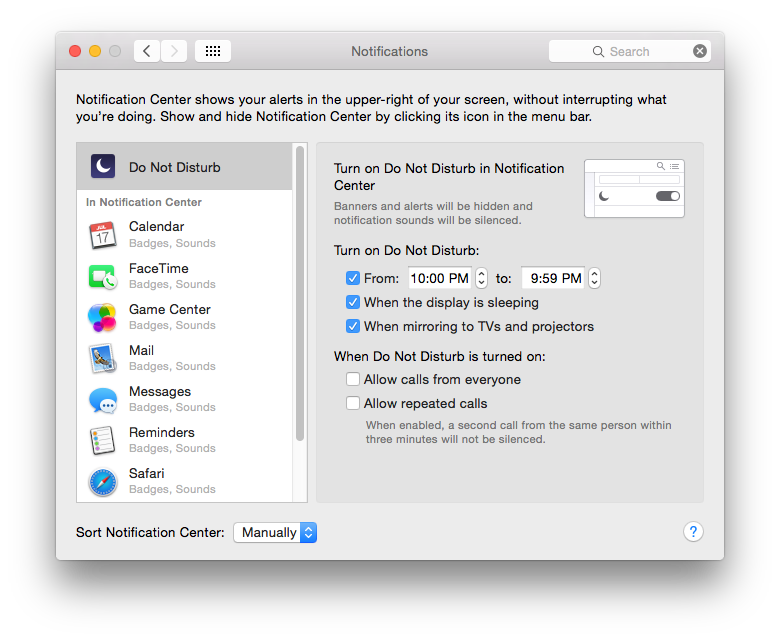 Notifications
Search
Notification Center shows your alerts in the upper-right of your screen, without interrupting what
you're doing. Show and hide Notification Center by clicking its icon in the menu bar.
Do Not Disturb
In Notification Center
JUL
17
Calendar
Badges, Sounds
FaceTime
Badges, Sounds
Game Center
Badges, Sounds
Mail
Badges, Sounds
Messages
Badges, Sounds
Reminders
Badges, Sounds
Safari
Badges, Sounds
Turn on Do Not Disturb in Notification
Center
Banners and alerts will be hidden and
notification sounds will be silenced.
Turn on Do Not Disturb:
From: 10:00 PM to: 9:59 PM
When the display is sleeping
When mirroring to TVs and projectors
When Do Not Disturb is turned on:
Allow calls from everyone
Allow repeated calls
When enabled, a second call from the same person within
three minutes will not be silenced.
Sort Notification Center: Manually
?